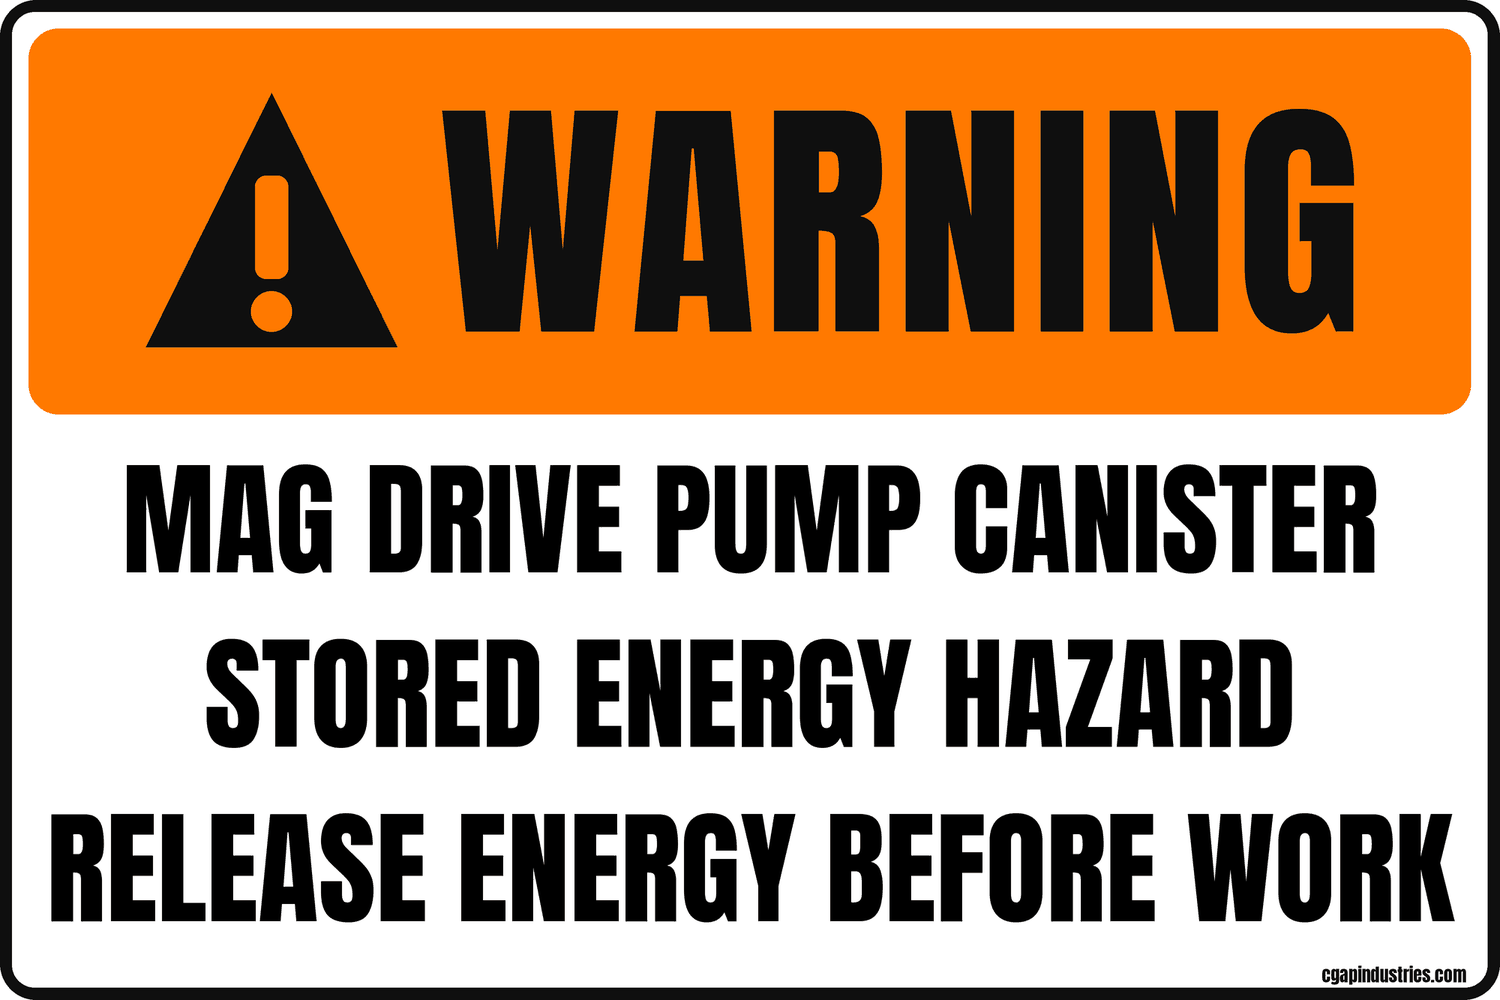 WARNING
MAG DRIVE PUMP CANISTER
STORED ENERGY HAZARD
RELEASE ENERGY BEFORE WORK
cgapindustries.com